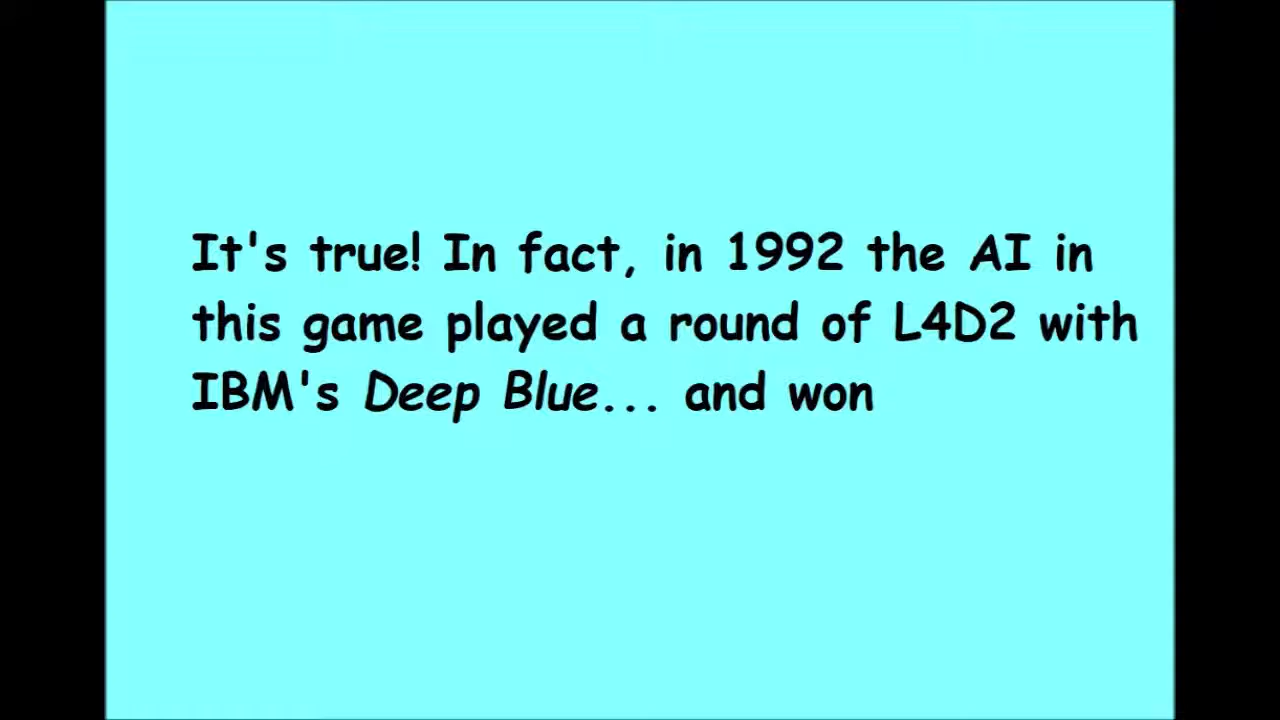 It's true! In fact, in 1992 the AI in
this game played a round of L4D2 with
IBM's Deep Blue... and won